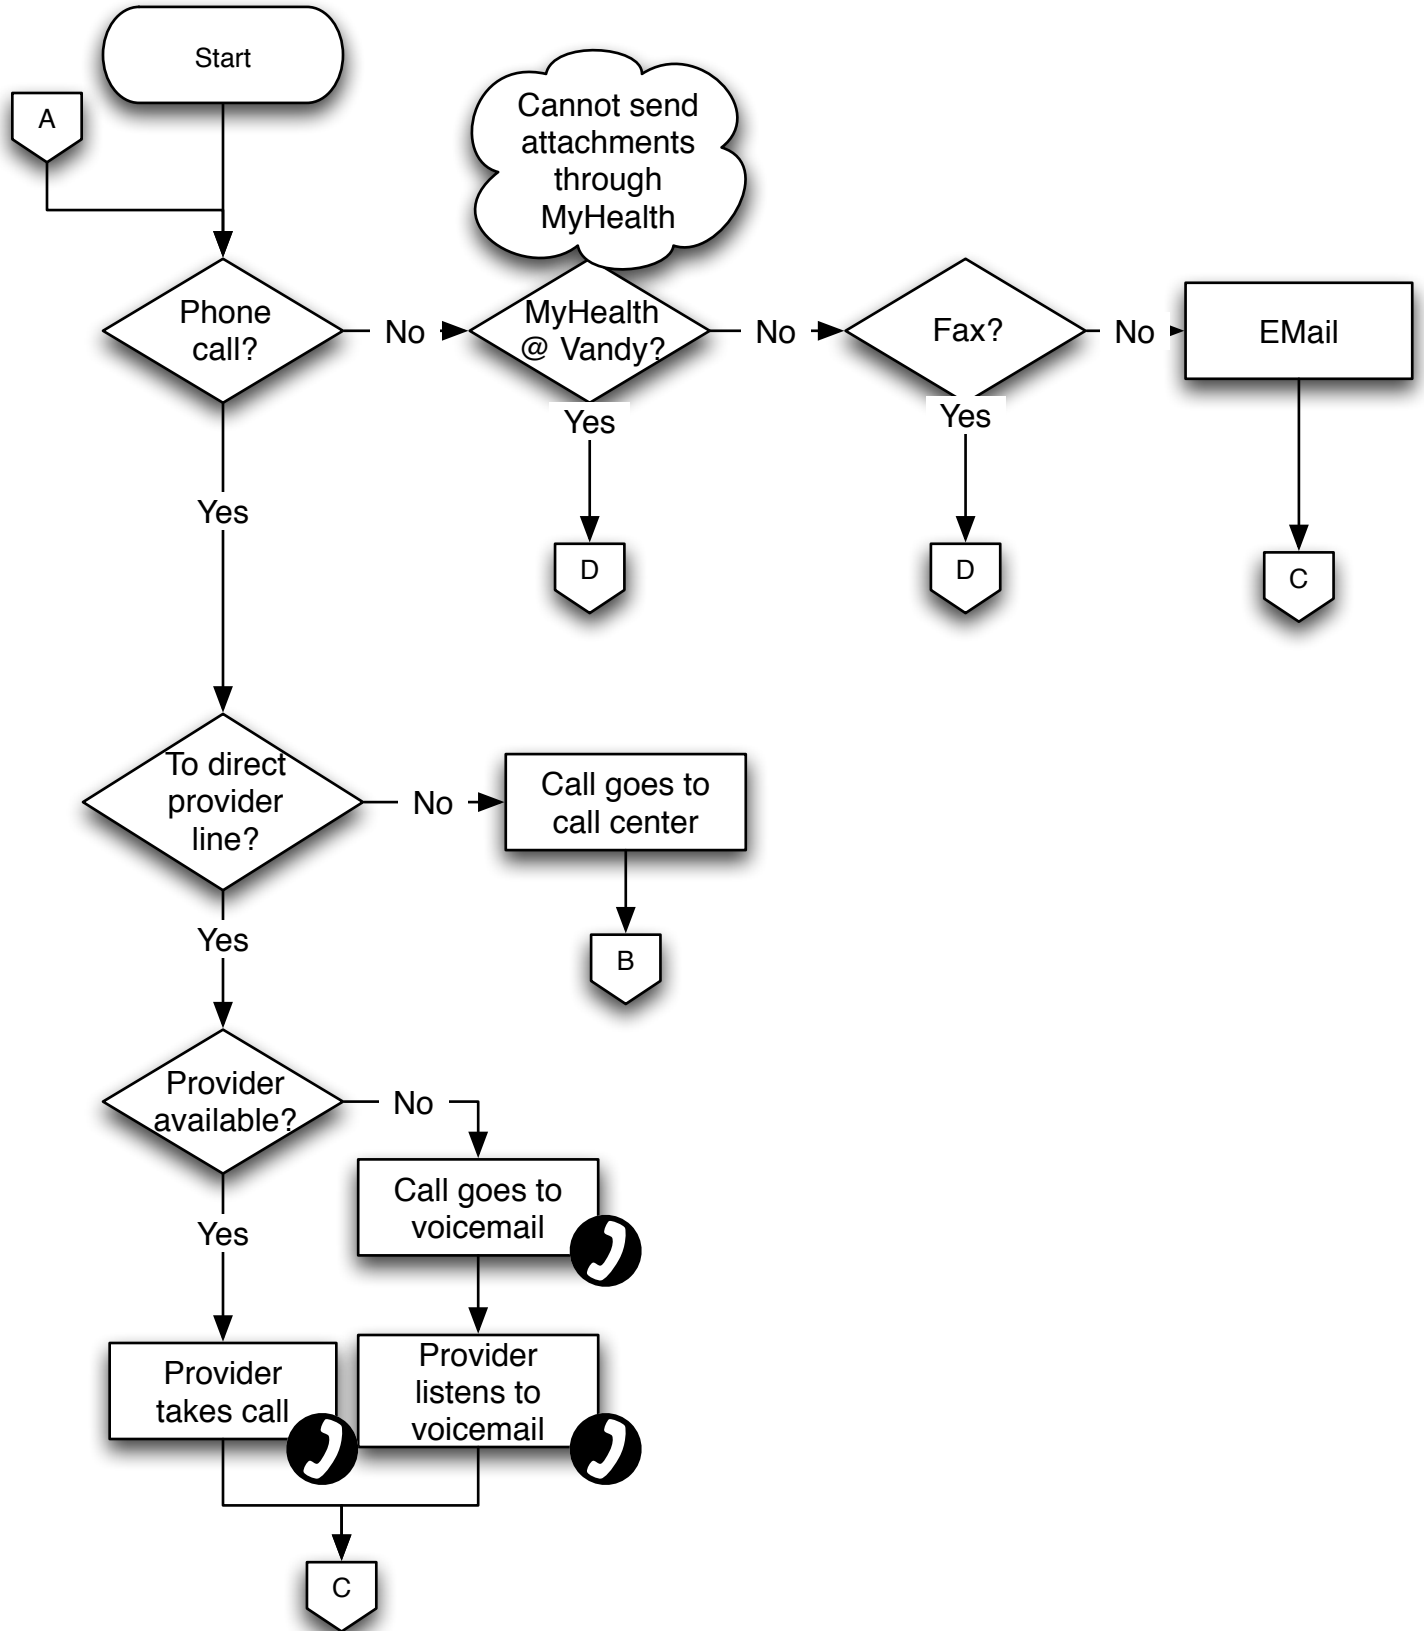 Start
A
Cannot send
attachments
through
MyHealth
Phone
call?
No
MyHealth
@ Vandy?
No
Fax?
No
EMail
Yes
Yes
D
D
C
Yes
To direct
provider
line?
No
Call goes to
call center
B
Yes
Provider
available?
No
Call goes to
voicemail
Yes
Provider
takes call
Provider
listens to
voicemail
C